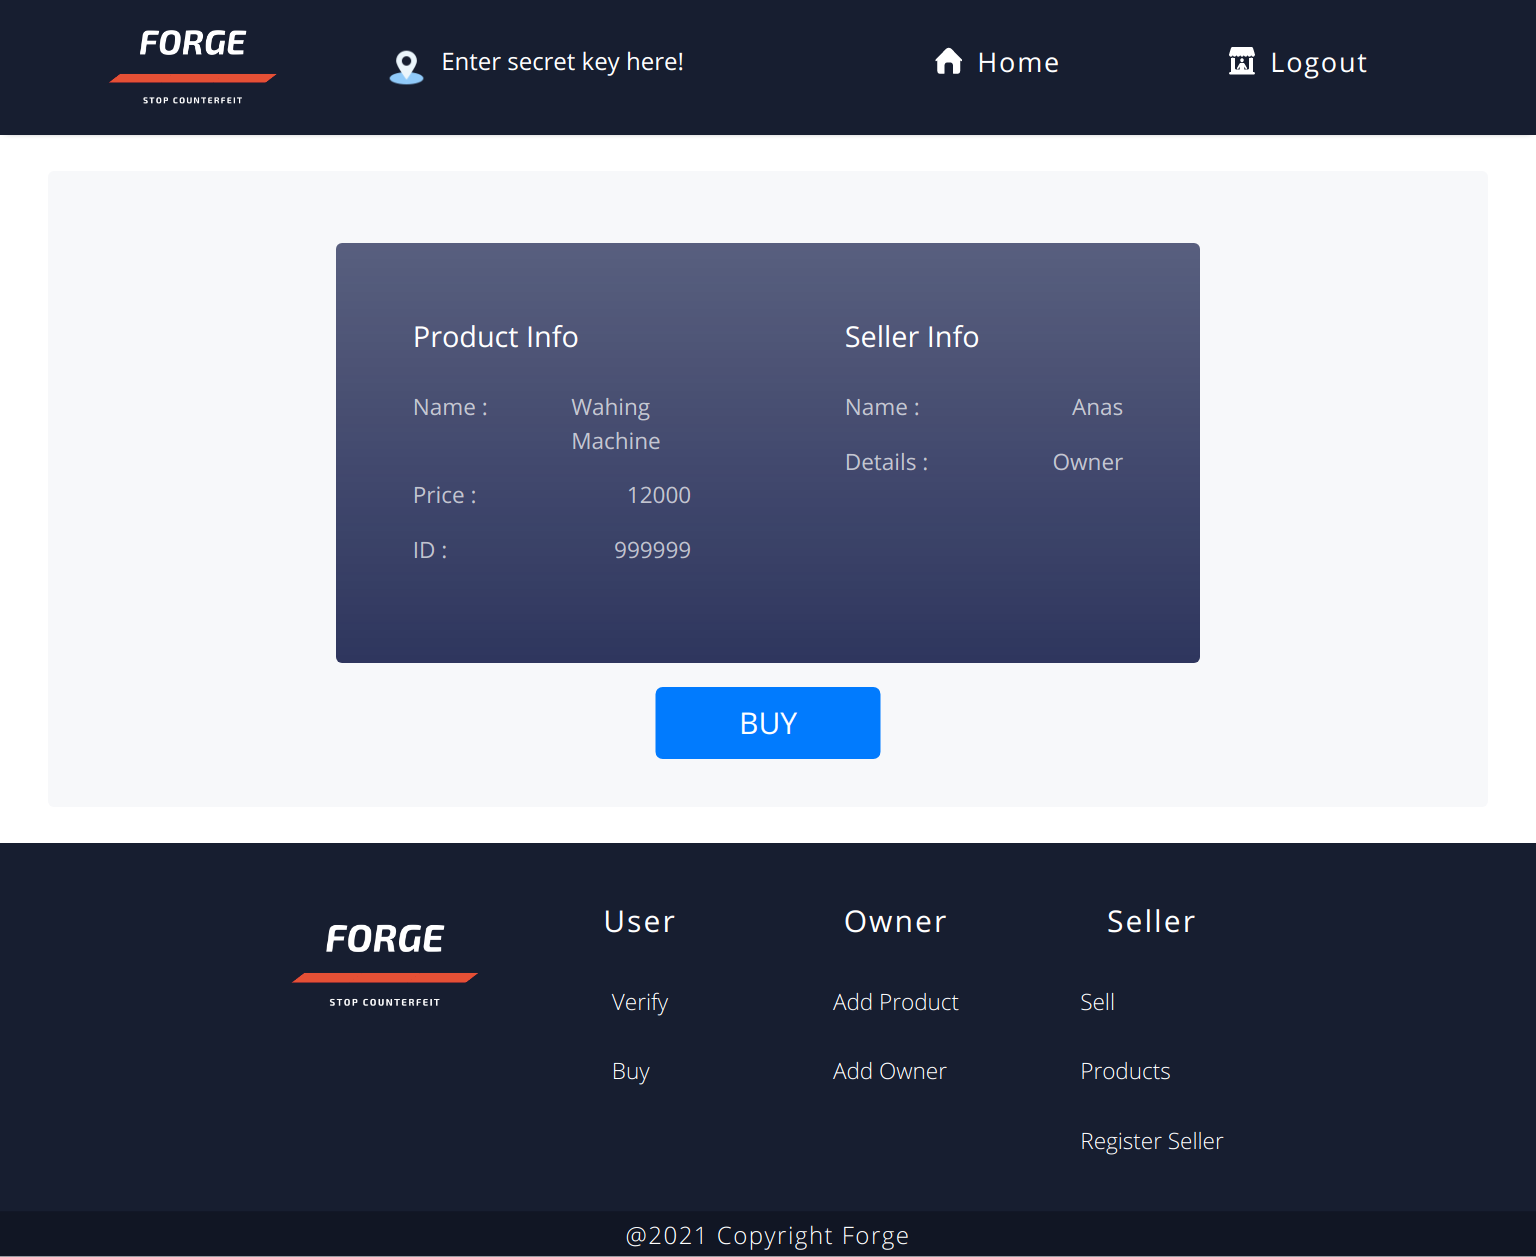 FORGE
STOP COUNTERFEIT
Enter secret key here!
Home
Logout
Product Info
Name : Wahing
Machine
Price : 12000
ID : 999999
Seller Info
Name : Anas
Details : Owner
BUY
FORGE
STOP COUNTERFEIT
User
Verify
Buy
Owner
Add Product
Add Owner
Seller
Sell
Products
Register Seller
@2021 Copyright Forge